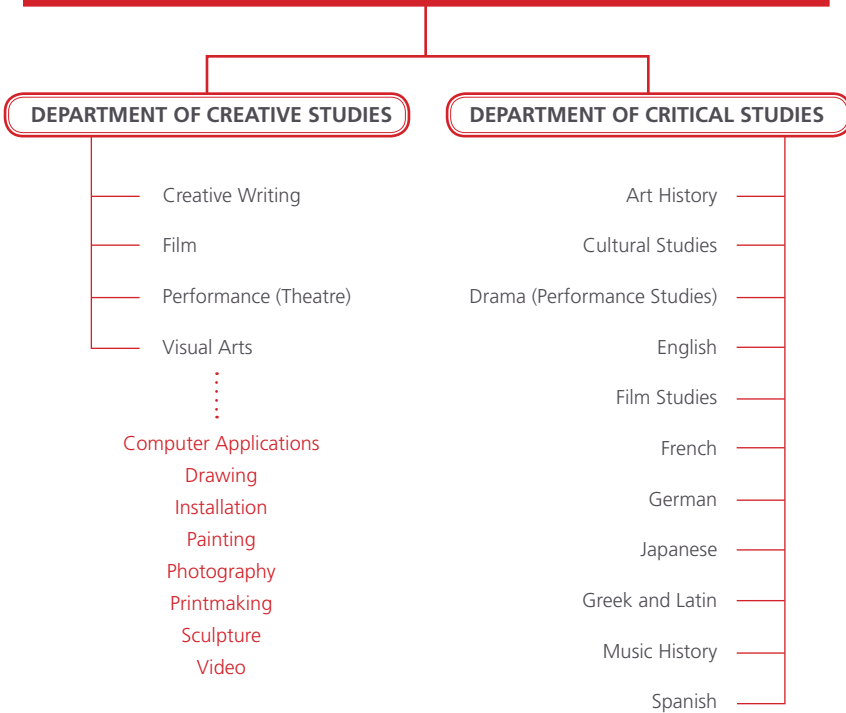 DEPARTMENT OF CREATIVE STUDIES
Creative Writing
Film
Performance (Theatre)
Visual Arts
Computer Applications
Drawing
Installation
Painting
Photography
Printmaking
Sculpture
Video
DEPARTMENT OF CRITICAL STUDIES
Art History
Cultural Studies
Drama (Performance Studies)
English
Film Studies
French
German
Japanese
Greek and Latin
Music History
Spanish